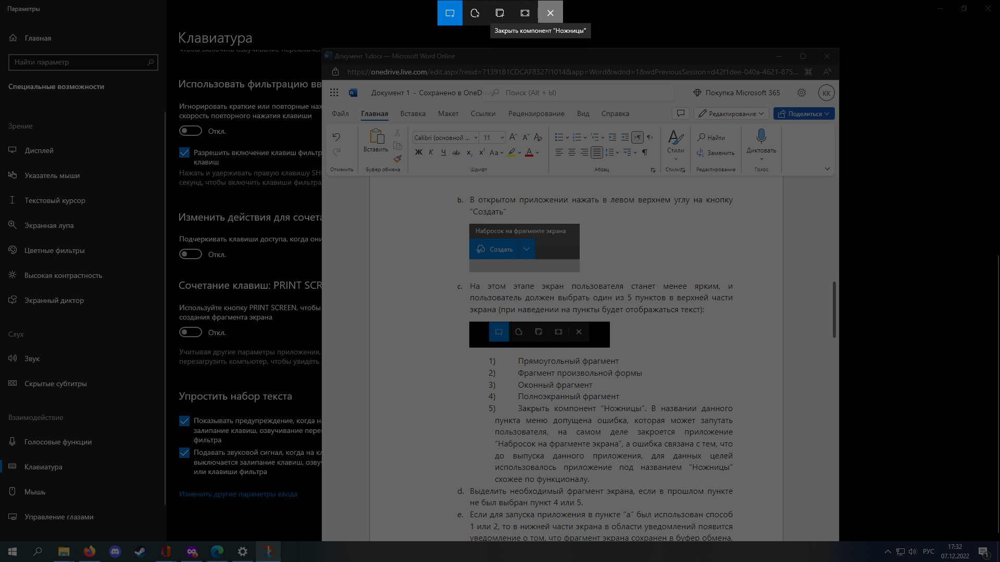 Параметры
Закрыть компонент "Ножницы"
Главная
Найти параметр
Специальные возможности
Зрение
Дисплей
Указатель мыши
Текстовый курсор
Экранная лупа
Цветные фильтры
Высокая контрастность
Экранный диктор
Слух
Звук
Скрытые субтитры
Взаимодействие
Голосовые функции
Клавиатура
Мышь
Управление глазами
Клавиатура
Использовать фильтрацию вв
Игнорировать краткие или повторные наж
скорость повторного нажатия клавиши
Откл.
Разрешить включение клавиш фильтр
клавиш
Нажать и удерживать правую клавишу SHI
секунд, чтобы включить клавиши фильтра
Изменить действия для сочета
Подчеркивать клавиши доступа, когда они
Откл.
Сочетание клавиш: PRINT SCR
Используйте кнопку PRINT SCREEN, чтобы
создания фрагмента экрана
Откл.
Учитывая другие параметры приложения,
перезагрузить компьютер, чтобы увидеть
Упростить набор текста
Показывать предупреждение, когда на
залипание клавиш, озвучивание пере
фильтра
Подавать звуковой сигнал, когда на кл
выключается залипание клавиш, озву
или клавиши фильтра
Изменить другие параметры ввода
Документ 1.docx — Microsoft Word Online
https://onedrive.live.com/edit.aspx?resid=71391B1CDCAF8327!1014&app=Word&wdnd=1&wdPreviousSession=d42f1dee-040a-4621-875...
Документ 1 - Сохранено в OneDrive
Поиск (Alt + Ы)
Покупка Microsoft 365
КК
Файл Главная Вставка Макет Ссылки Рецензирование Вид Справка
Редактирование
Поделиться
Вставить
Calibri (основной ... 11
Ж К Ч ab x₂ x² Aa А
Стили
Найти
Заменить
Диктовать
Отменить Буфер обмена Шрифт Абзац Стили Редактирование Голос
b. В открытом приложении нажать в левом верхнем углу на кнопку
“Создать”
Набросок на фрагменте экрана
Создать
c. На этом этапе экран пользователя станет менее ярким, и
пользователь должен выбрать один из 5 пунктов в верхней части
экрана (при наведении на пункты будет отображаться текст):
1) Прямоугольный фрагмент
2) Фрагмент произвольной формы
3) Оконный фрагмент
4) Полноэкранный фрагмент
5) Закрыть компонент “Ножницы”. В названии данного
пункта меню допущена ошибка, которая может запутать
пользователя, на самом деле закроется приложение
“Набросок на фрагменте экрана”, а ошибка связана с тем, что
до выпуска данного приложения, для данных целей
использовалось приложение под названием “Ножницы”
схожее по функционалу.
d. Выделить необходимый фрагмент экрана, если в прошлом пункте
не был выбран пункт 4 или 5.
e. Если для запуска приложения в пункте “a” был использован способ
1 или 2, то в нижней части экрана в области уведомлений появится
уведомление о том, что фрагмент экрана сохранен в буфер обмена,
РУС
17:32
07.12.2022
1